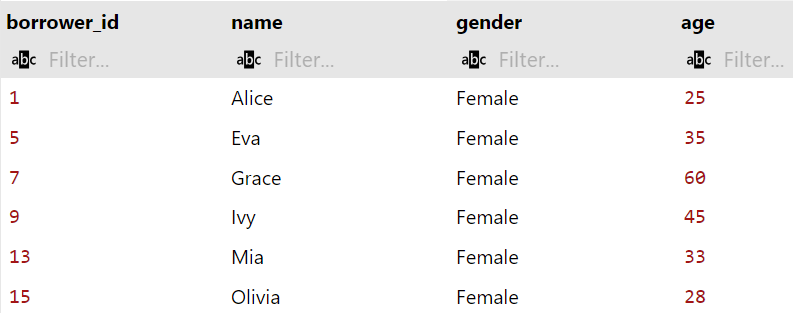 borrower_id name gender age
abc Filter... abc Filter... abc Filter... abc Filter...
1 Alice Female 25
5 Eva Female 35
7 Grace Female 60
9 Ivy Female 45
13 Mia Female 33
15 Olivia Female 28